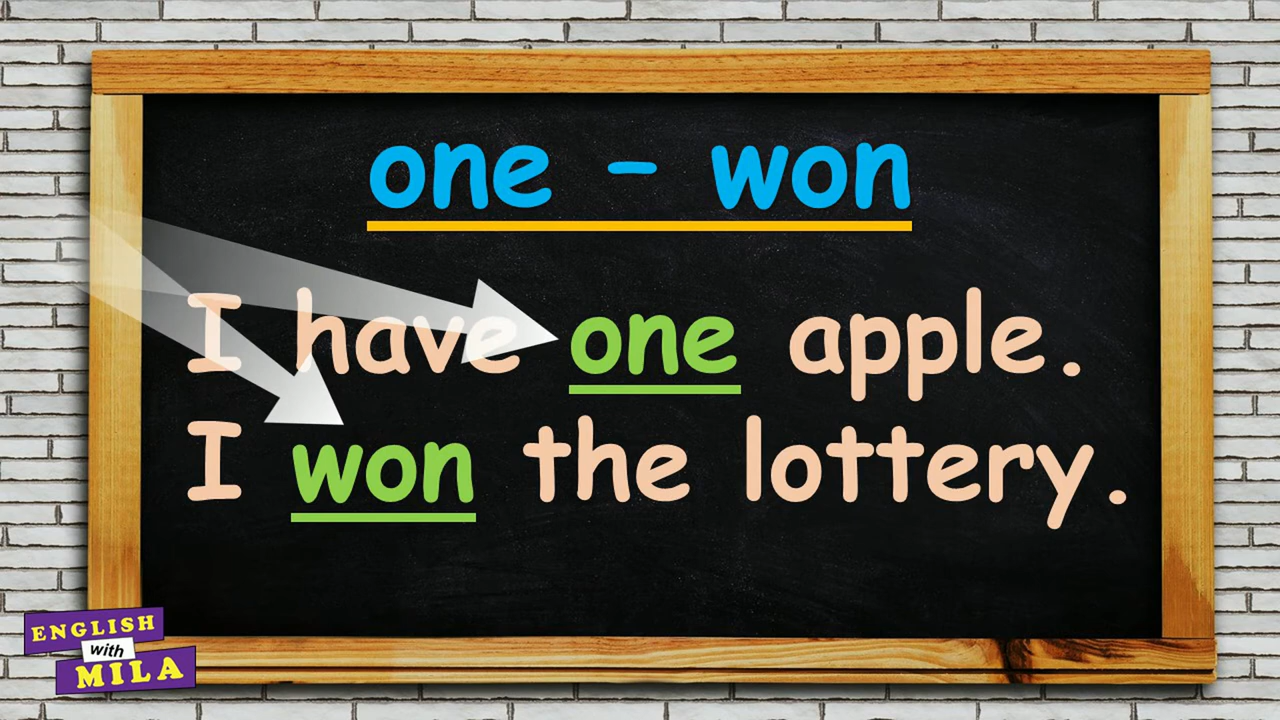 one - won
I have one apple.
I won the lottery.
ENGLISH
with
MILA